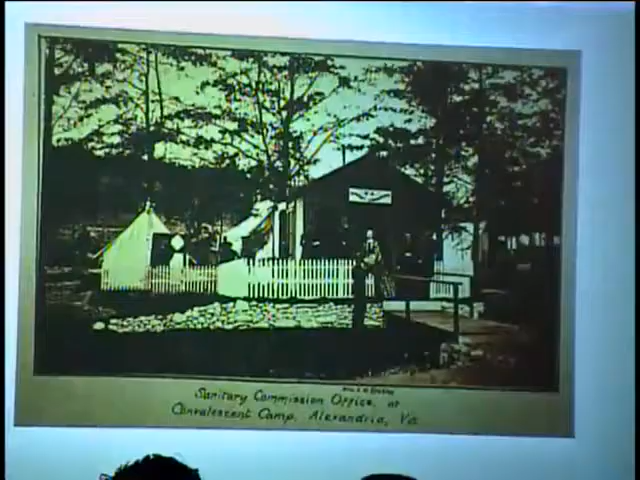 Sanitary Commission Office, at
Convalescent Camp, Alexandria, Va